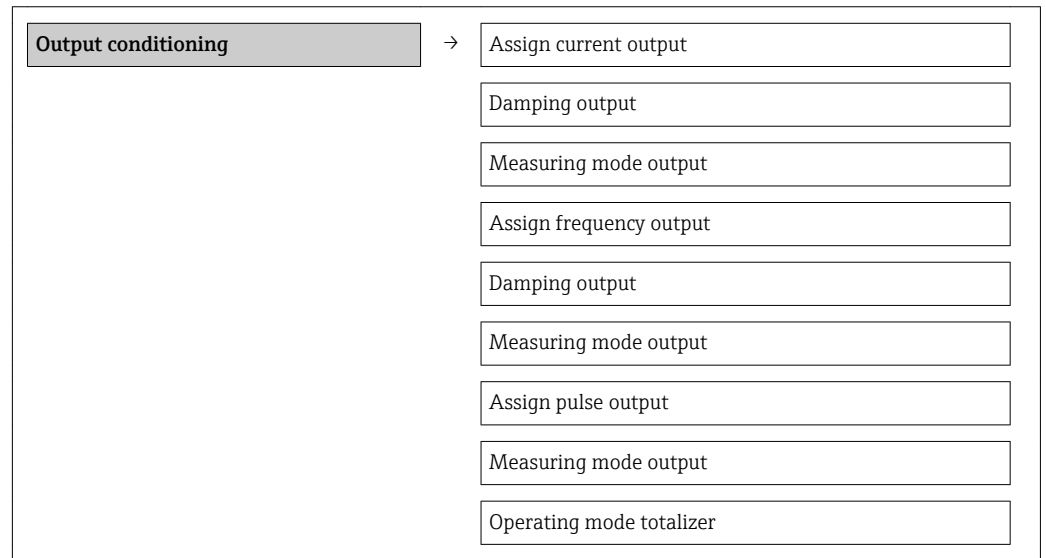 Output conditioning → Assign current output
Damping output
Measuring mode output
Assign frequency output
Damping output
Measuring mode output
Assign pulse output
Measuring mode output
Operating mode totalizer